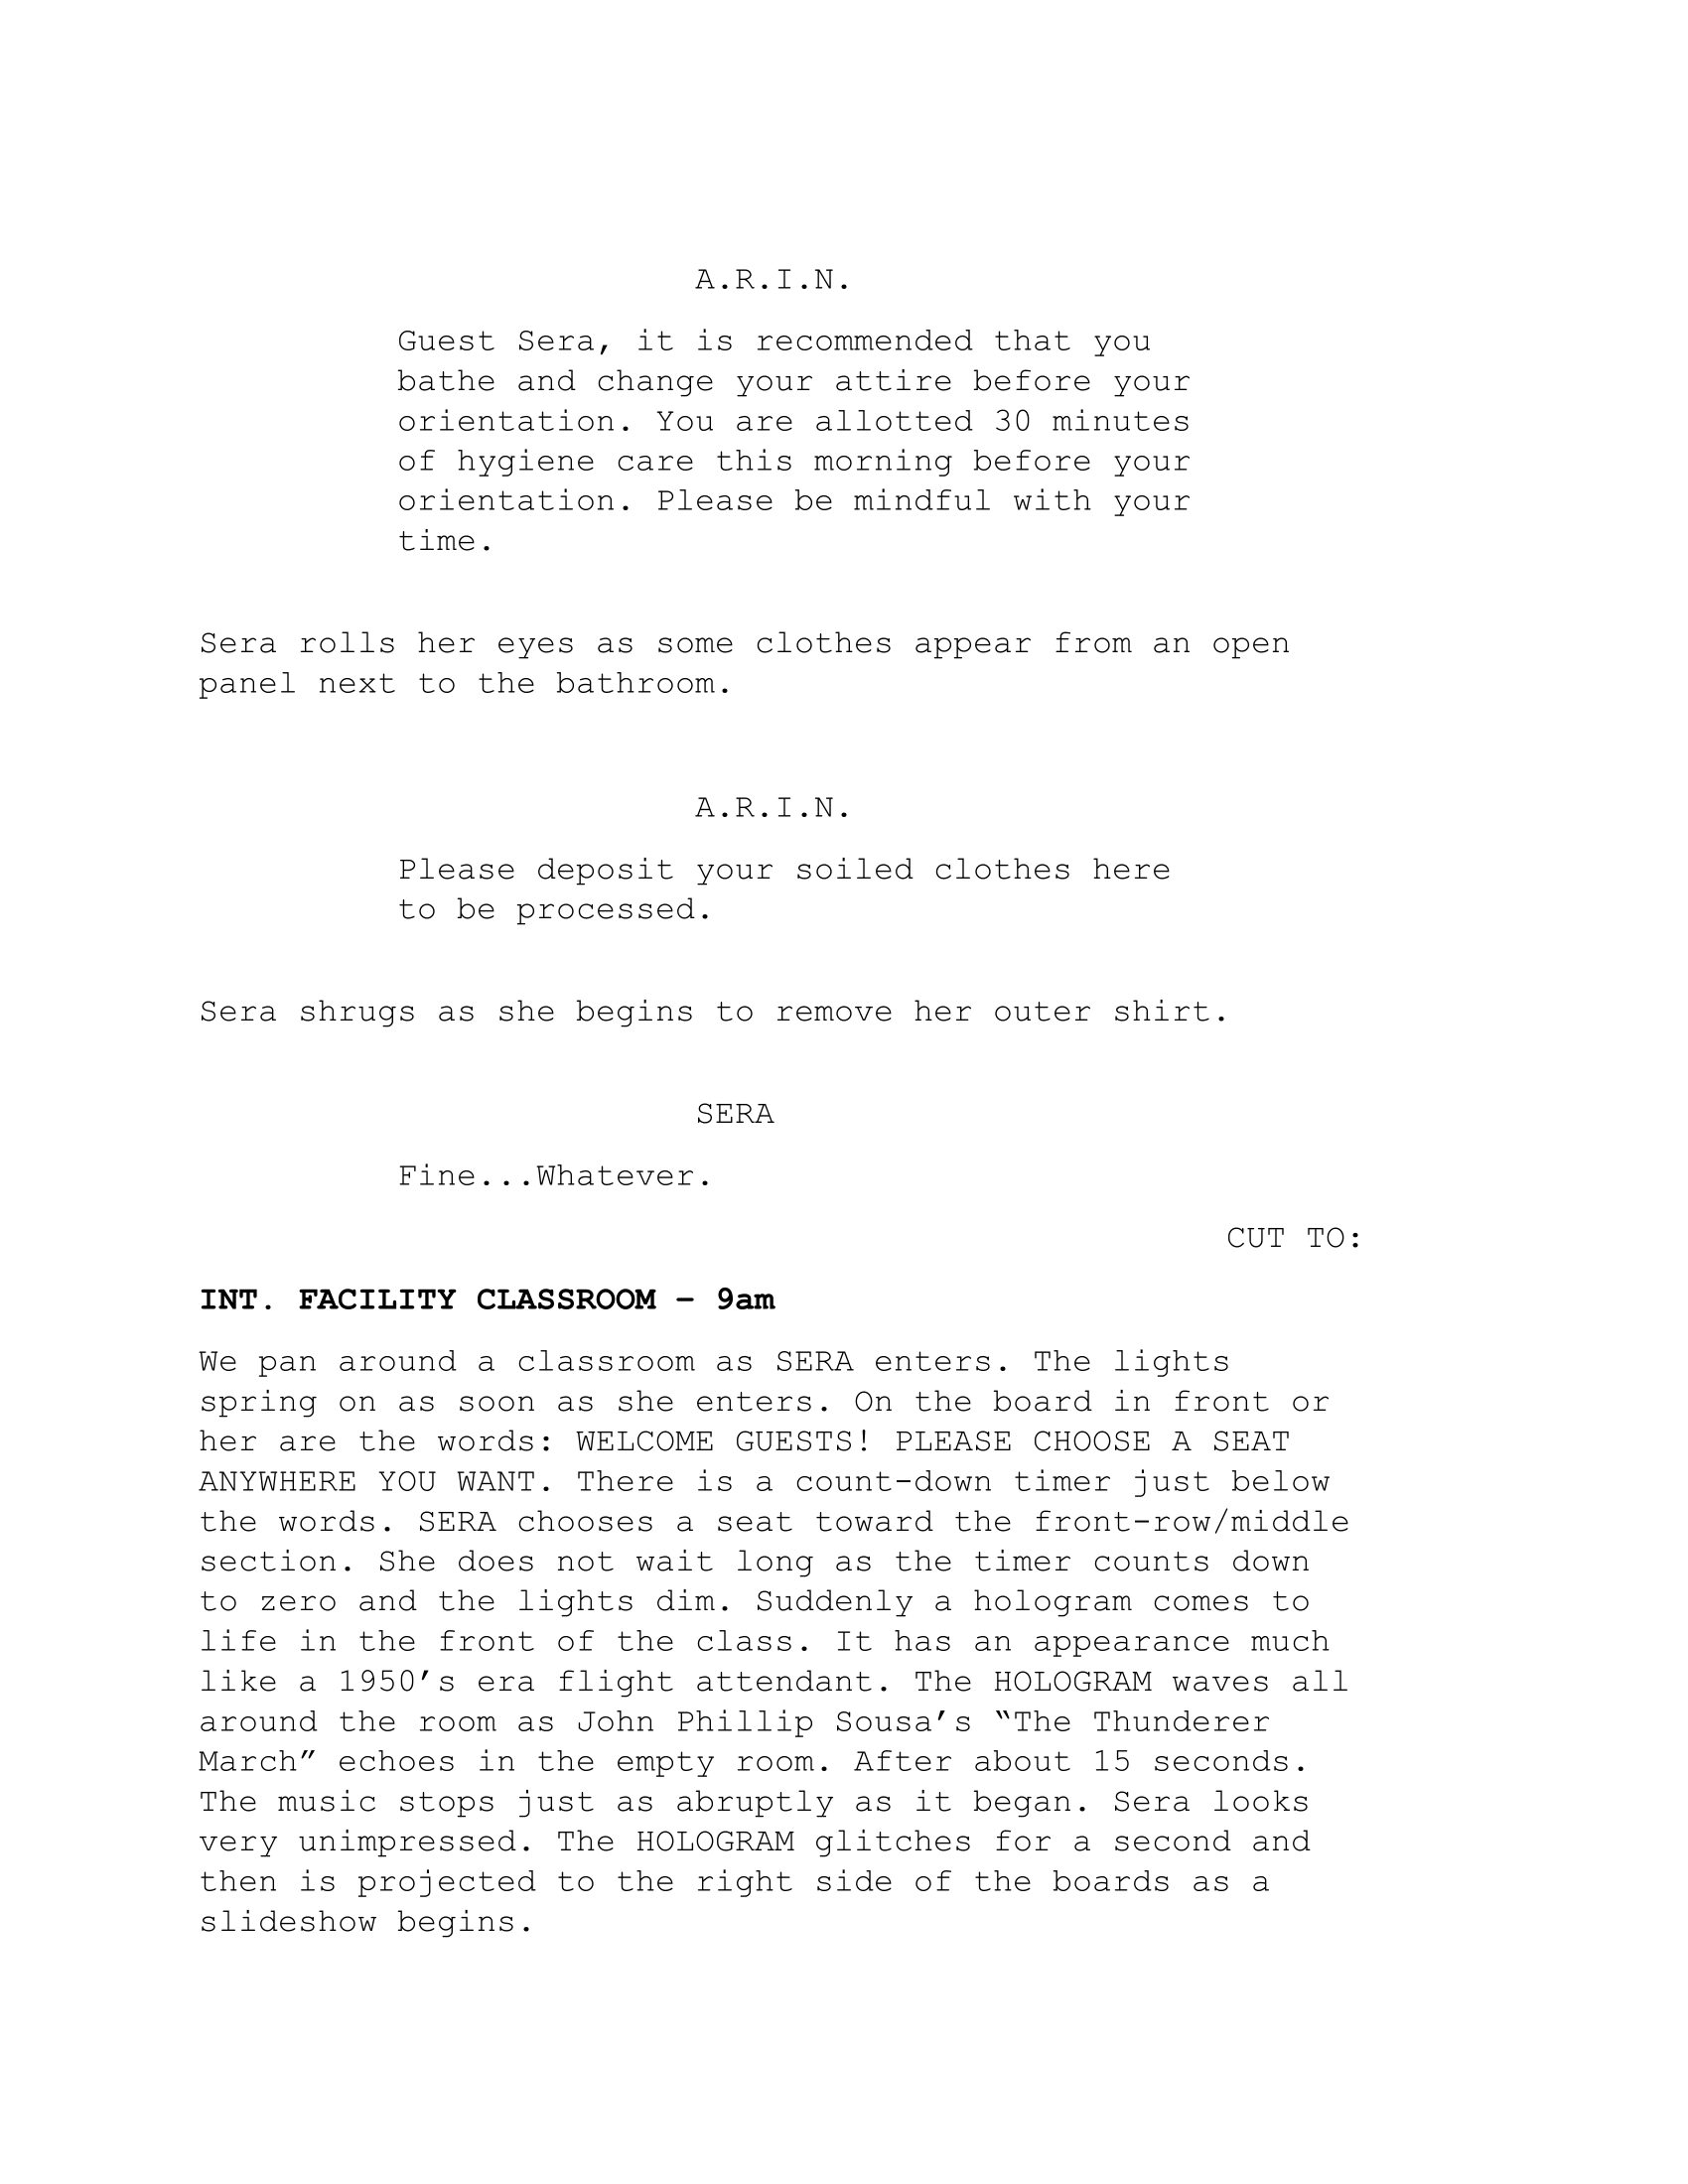 A.R.I.N.
Guest Sera, it is recommended that you
bathe and change your attire before your
orientation. You are allotted 30 minutes
of hygiene care this morning before your
orientation. Please be mindful with your
time.
Sera rolls her eyes as some clothes appear from an open
panel next to the bathroom.
A.R.I.N.
Please deposit your soiled clothes here
to be processed.
Sera shrugs as she begins to remove her outer shirt.
SERA
Fine...Whatever.
CUT TO:
INT. FACILITY CLASSROOM – 9am
We pan around a classroom as SERA enters. The lights
spring on as soon as she enters. On the board in front or
her are the words: WELCOME GUESTS! PLEASE CHOOSE A SEAT
ANYWHERE YOU WANT. There is a count-down timer just below
the words. SERA chooses a seat toward the front-row/middle
section. She does not wait long as the timer counts down
to zero and the lights dim. Suddenly a hologram comes to
life in the front of the class. It has an appearance much
like a 1950’s era flight attendant. The HOLOGRAM waves all
around the room as John Phillip Sousa’s “The Thunderer
March” echoes in the empty room. After about 15 seconds.
The music stops just as abruptly as it began. Sera looks
very unimpressed. The HOLOGRAM glitches for a second and
then is projected to the right side of the boards as a
slideshow begins.